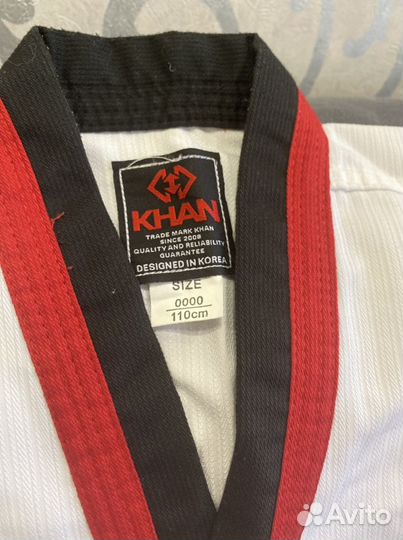 KHAN
TRADE MARK KHAN
SINCE 2008
QUALITY AND RELIABILITY
GUARANTEE
DESIGNED IN KOREA
SIZE
0000
110cm
Avito